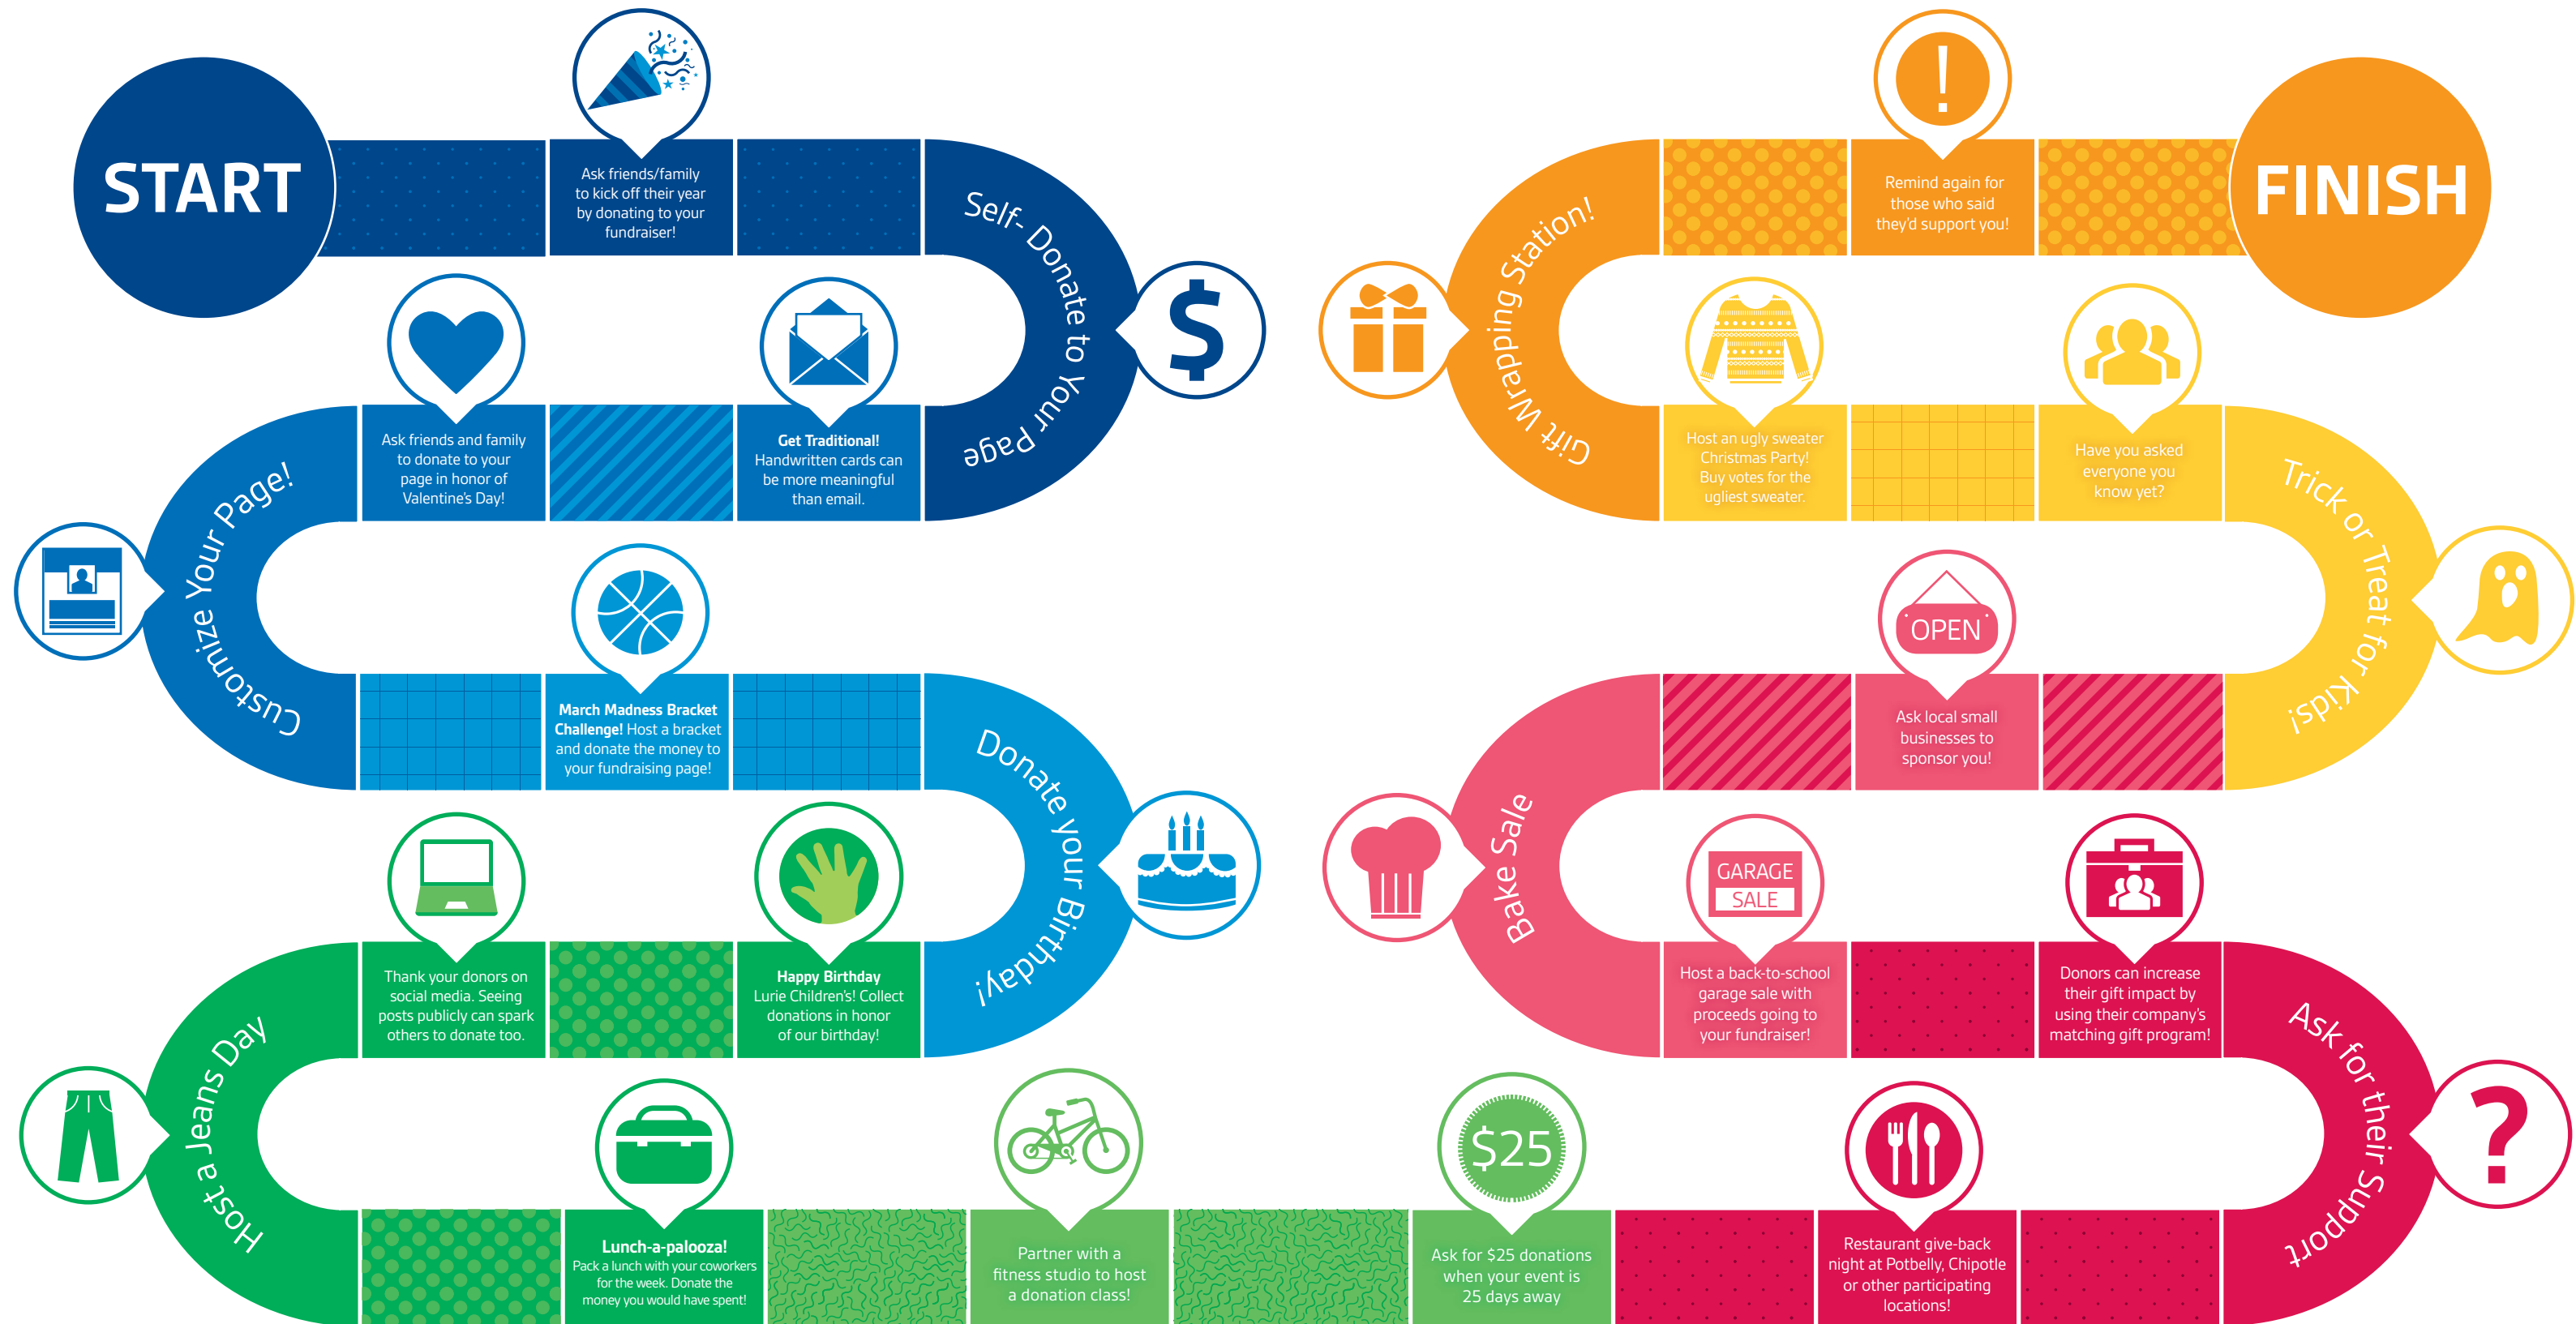 START
Ask friends/family
to kick off their year
by donating to your
fundraiser!
Self- Donate to Your Page
$
Get Traditional!
Handwritten cards can
be more meaningful
than email.
Ask friends and family
to donate to your
page in honor of
Valentine's Day!
Customize Your Page!
March Madness Bracket
Challenge! Host a bracket
and donate the money to
your fundraising page!
Donate your Birthday!
Happy Birthday
Lurie Children's! Collect
donations in honor
of our birthday!
Thank your donors on
social media. Seeing
posts publicly can spark
others to donate too.
Host a Jeans Day
Lunch-a-palooza!
Pack a lunch with your coworkers
for the week. Donate the
money you would have spent!
Partner with a
fitness studio to host
a donation class!
$25
Ask for $25 donations
when your event is
25 days away
Restaurant give-back
night at Potbelly, Chipotle
or other participating
locations!
Ask for their Support
?
Donors can increase
their gift impact by
using their company's
matching gift program!
GARAGE
SALE
Host a back-to-school
garage sale with
proceeds going to
your fundraiser!
Bake Sale
OPEN
Ask local small
businesses to
sponsor you!
Trick or Treat for Kids!
Have you asked
everyone you
know yet?
Host an ugly sweater
Christmas Party!
Buy votes for the
ugliest sweater.
Gift Wrapping Station!
!
Remind again for
those who said
they'd support you!
FINISH